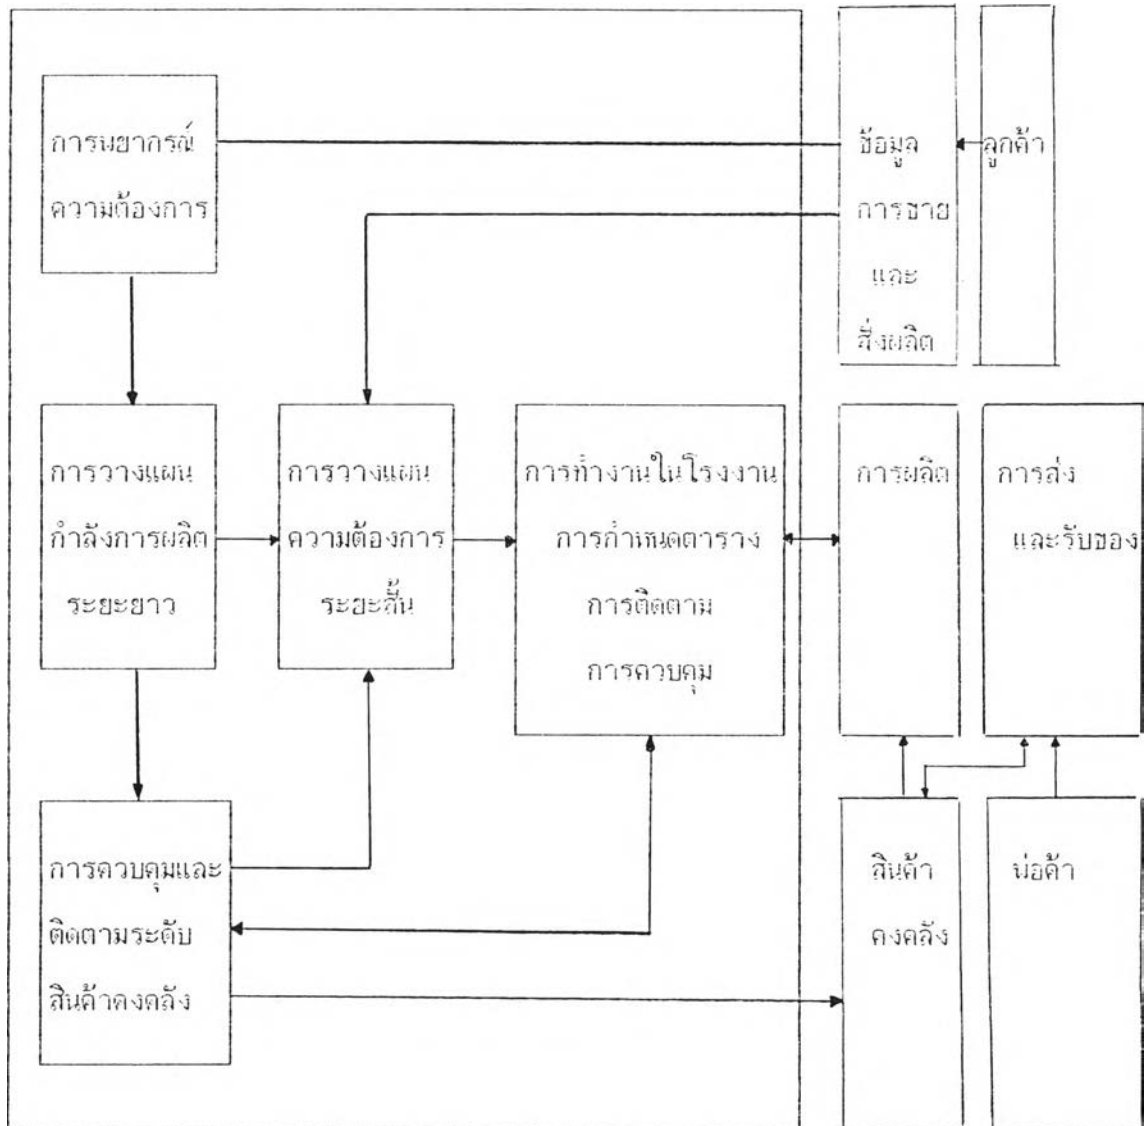 การพยากรณ์
ความต้องการ
ข้อมูล
การขาย
และ
สั่งผลิต
ลูกค้า
การวางแผน
กำลังการผลิต
ระยะยาว
การวางแผน
ความต้องการ
ระยะสั้น
การทำงานในโรงงาน
การกำหนดตาราง
การติดตาม
การควบคุม
การผลิต
การส่ง
และรับของ
การควบคุมและ
ติดตามระดับ
สินค้าคงคลัง
สินค้า
คงคลัง
พ่อค้า